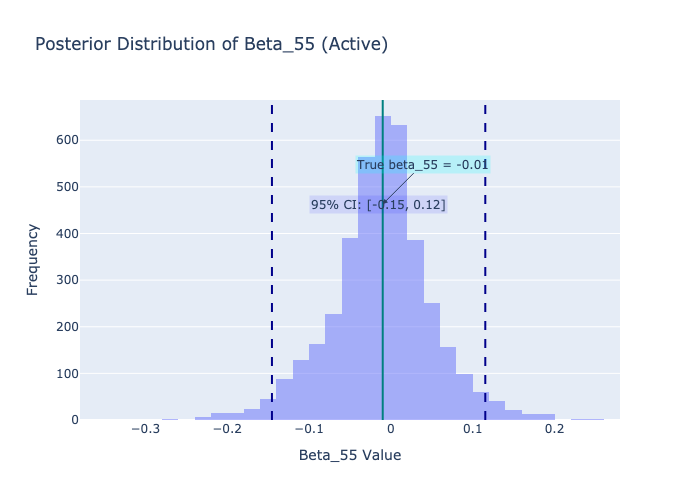 Posterior Distribution of Beta_55 (Active)
600
500
400
300
200
100
0
Frequency
True beta_55 = -0.01
95% CI: [-0.15, 0.12]
−0.3
−0.2
−0.1
0
0.1
0.2
Beta_55 Value